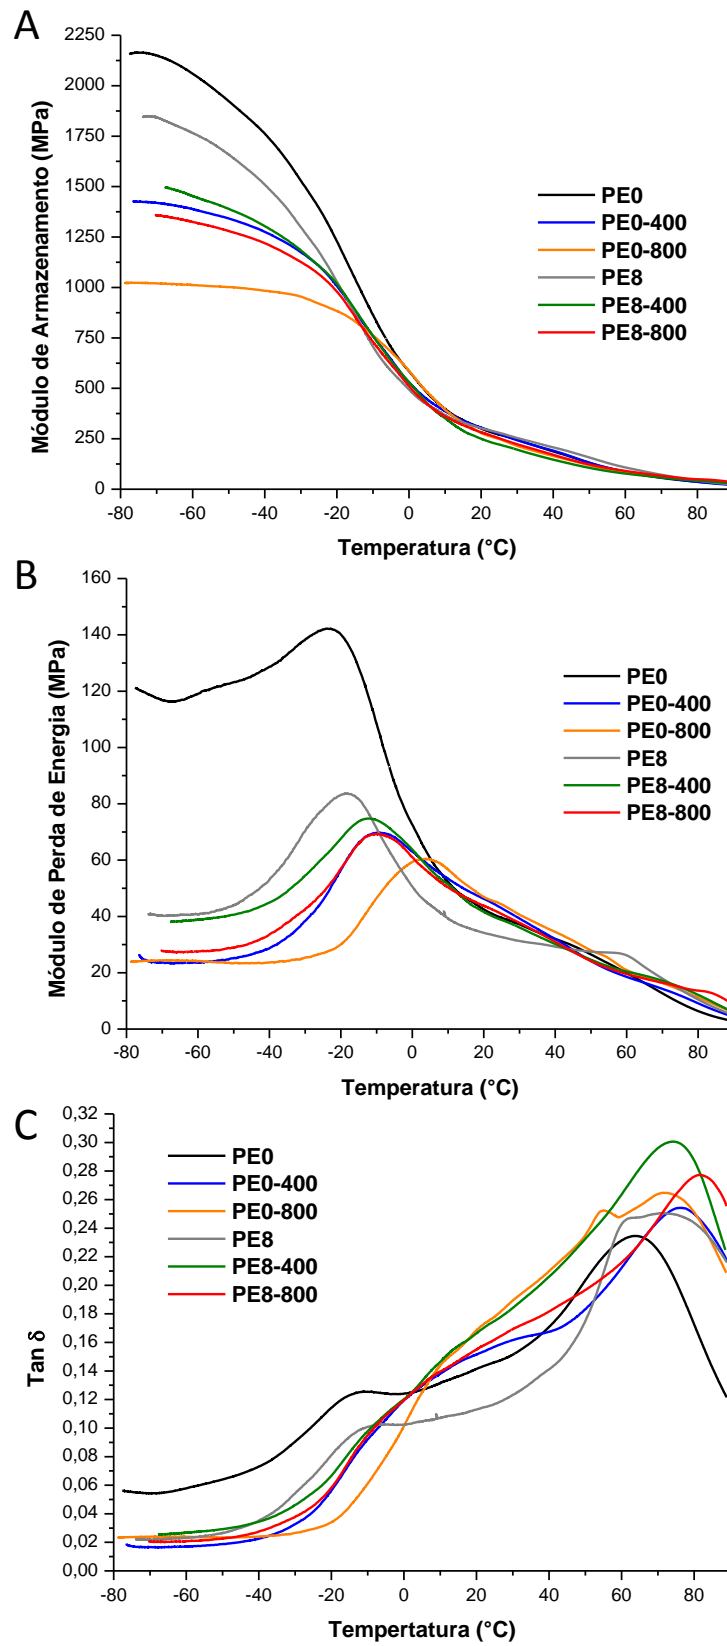 A
2250
2000
1750
1500
1250
1000
750
500
250
0
Módulo de Armazenamento (MPa)
PE0
PE0-400
PE0-800
PE8
PE8-400
PE8-800
-80 -60 -40 -20 0 20 40 60 80
Temperatura (°C)
B
160
140
120
100
80
60
40
20
0
Módulo de Perda de Energia (MPa)
PE0
PE0-400
PE0-800
PE8
PE8-400
PE8-800
-80 -60 -40 -20 0 20 40 60 80
Temperatura (°C)
C
0,32
0,30
0,28
0,26
0,24
0,22
0,20
0,18
0,16
0,14
0,12
0,10
0,08
0,06
0,04
0,02
0,00
Tan δ
PE0
PE0-400
PE0-800
PE8
PE8-400
PE8-800
-80 -60 -40 -20 0 20 40 60 80
Tempertatura (°C)